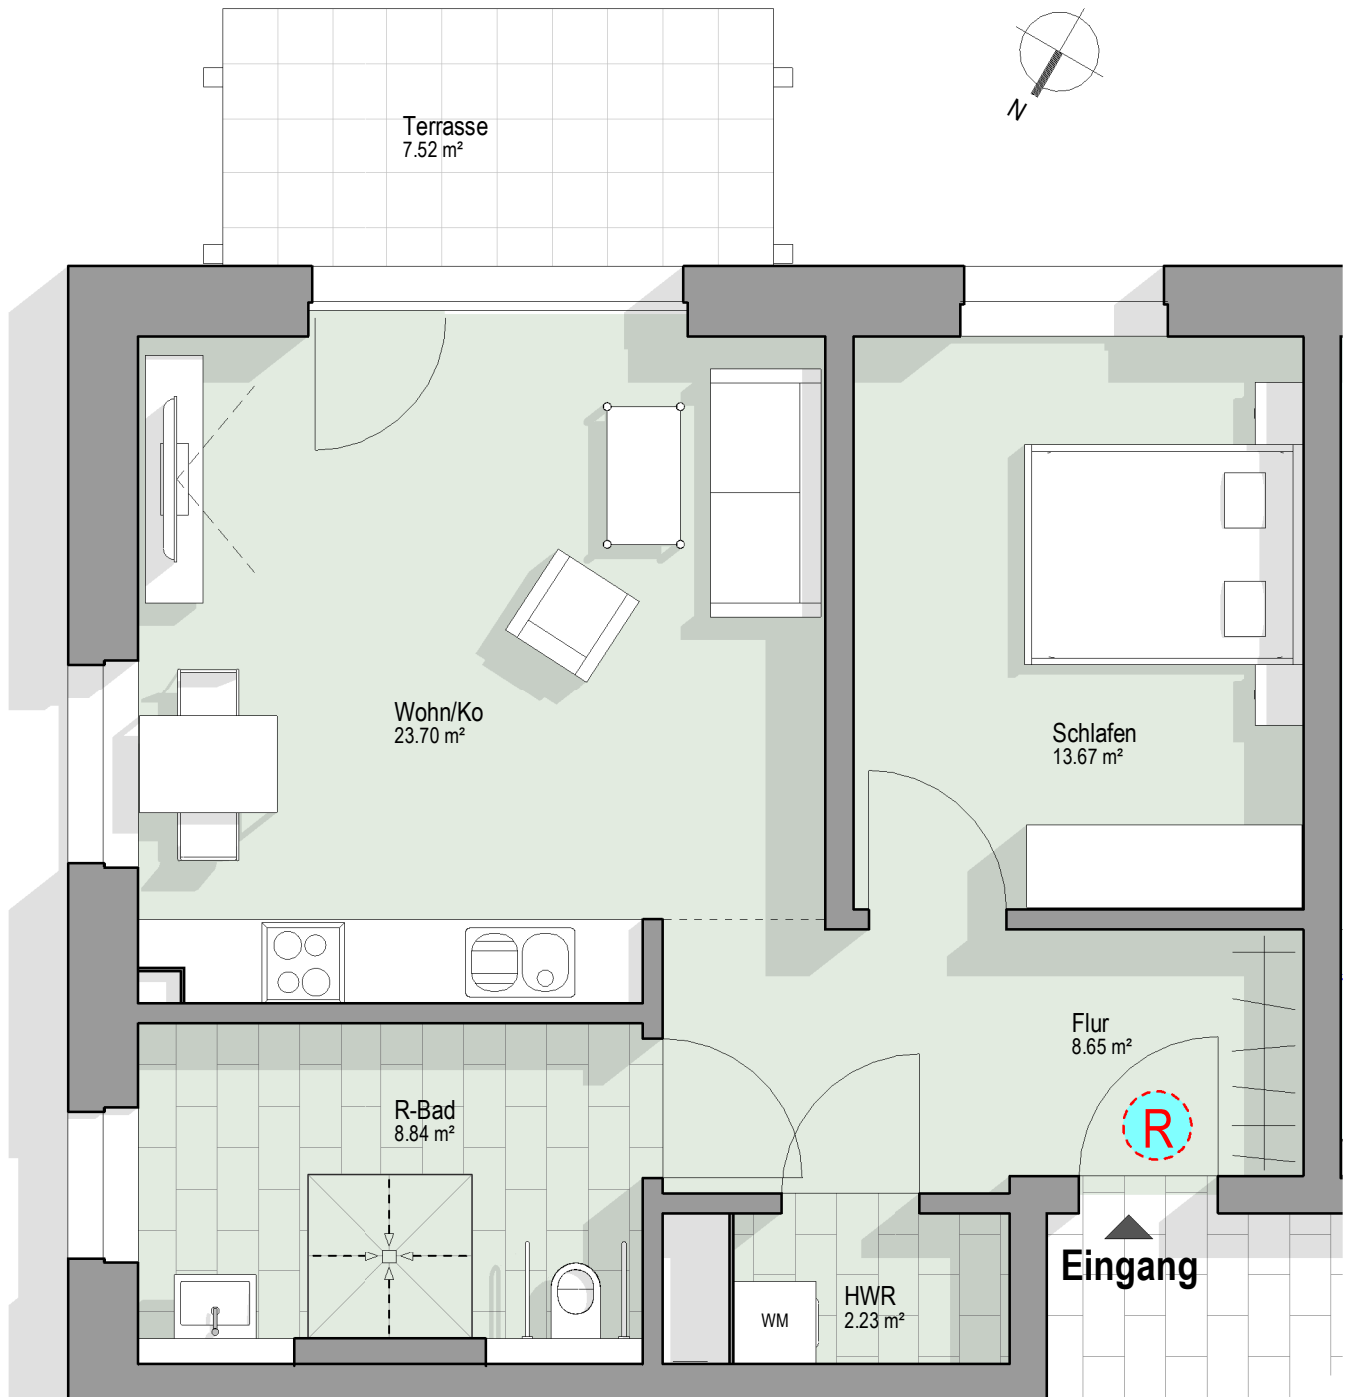 N
Terrasse
7.52 m²
Wohn/Ko
23.70 m²
Schlafen
13.67 m²
Flur
8.65 m²
R-Bad
8.84 m²
R
Eingang
HWR
2.23 m²
WM